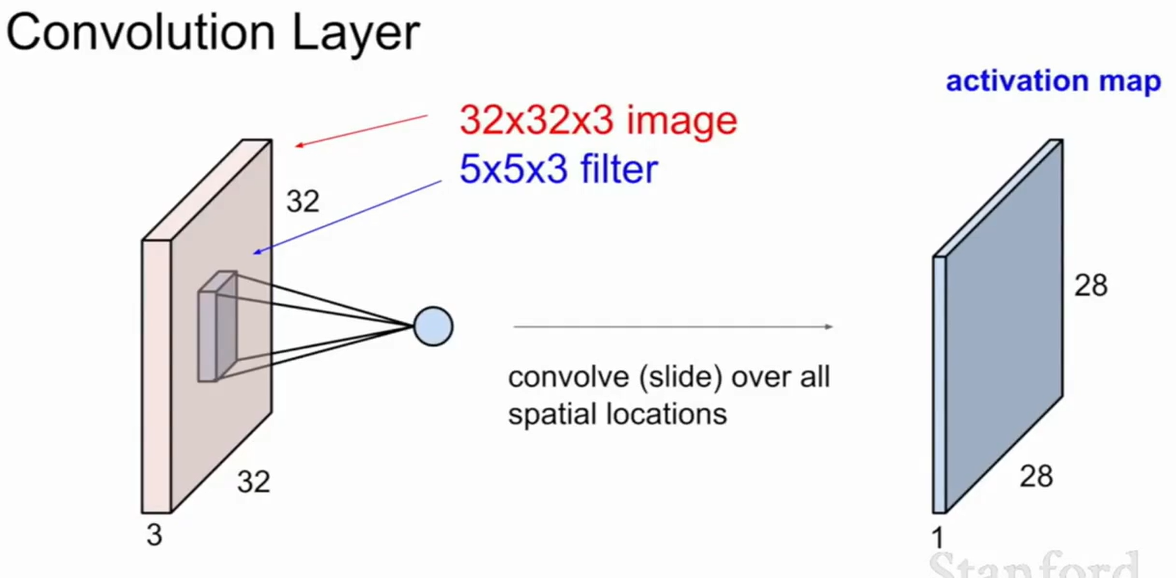 Convolution Layer
activation map
32x32x3 image
5x5x3 filter
32
28
convolve (slide) over all
spatial locations
32
28
3
1
Stanford